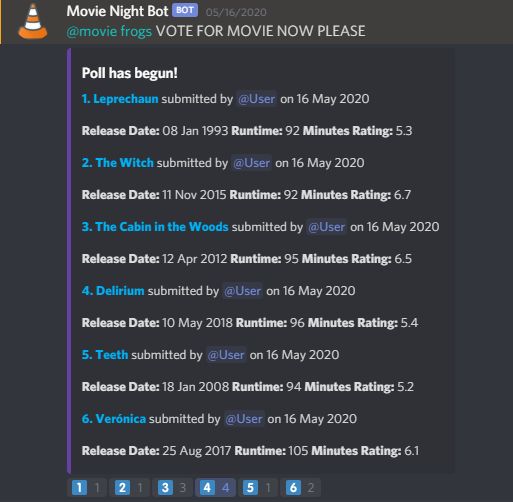 Movie Night Bot BOT 05/16/2020
@movie frogs VOTE FOR MOVIE NOW PLEASE
Poll has begun!
1. Leprechaun submitted by @User on 16 May 2020
Release Date: 08 Jan 1993 Runtime: 92 Minutes Rating: 5.3
2. The Witch submitted by @User on 16 May 2020
Release Date: 11 Nov 2015 Runtime: 92 Minutes Rating: 6.7
3. The Cabin in the Woods submitted by @User on 16 May 2020
Release Date: 12 Apr 2012 Runtime: 95 Minutes Rating: 6.5
4. Delirium submitted by @User on 16 May 2020
Release Date: 10 May 2018 Runtime: 96 Minutes Rating: 5.4
5. Teeth submitted by @User on 16 May 2020
Release Date: 18 Jan 2008 Runtime: 94 Minutes Rating: 5.2
6. Verónica submitted by @User on 16 May 2020
Release Date: 25 Aug 2017 Runtime: 105 Minutes Rating: 6.1
1 1 2 1 3 3 4 4 5 1 6 2